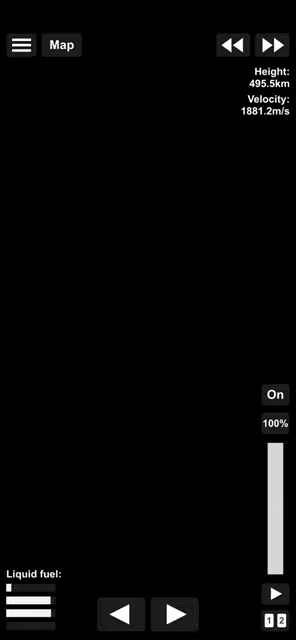 Map
Height:
495.5km
Velocity:
1881.2m/s
On
100%
Liquid fuel:
1 2